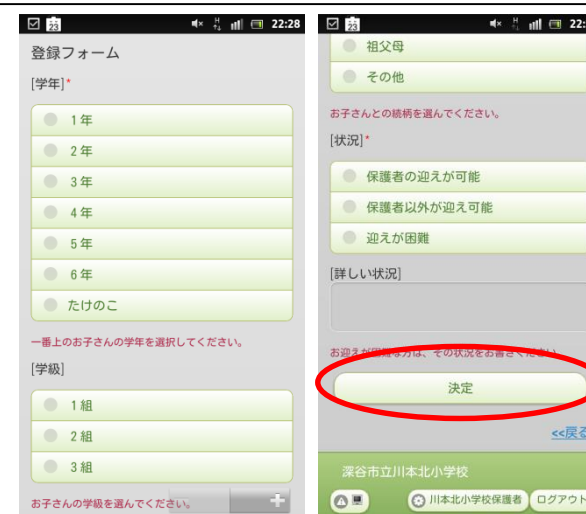 23
22:28
登録フォーム
[学年]*
1年
2年
3年
4年
5年
6年
たけのこ
一番上のお子さんの学年を選択してください。
[学級]
1組
2組
3組
お子さんの学級を選んでください。
23
22:
祖父母
その他
お子さんとの続柄を選んでください。
[状況]*
保護者の迎えが可能
保護者以外が迎え可能
迎えが困難
[詳しい状況]
お迎えが困難な方は、その状況をお書きください
決定
<<戻る
深谷市立川本北小学校
川本北小学校保護者
ログアウト